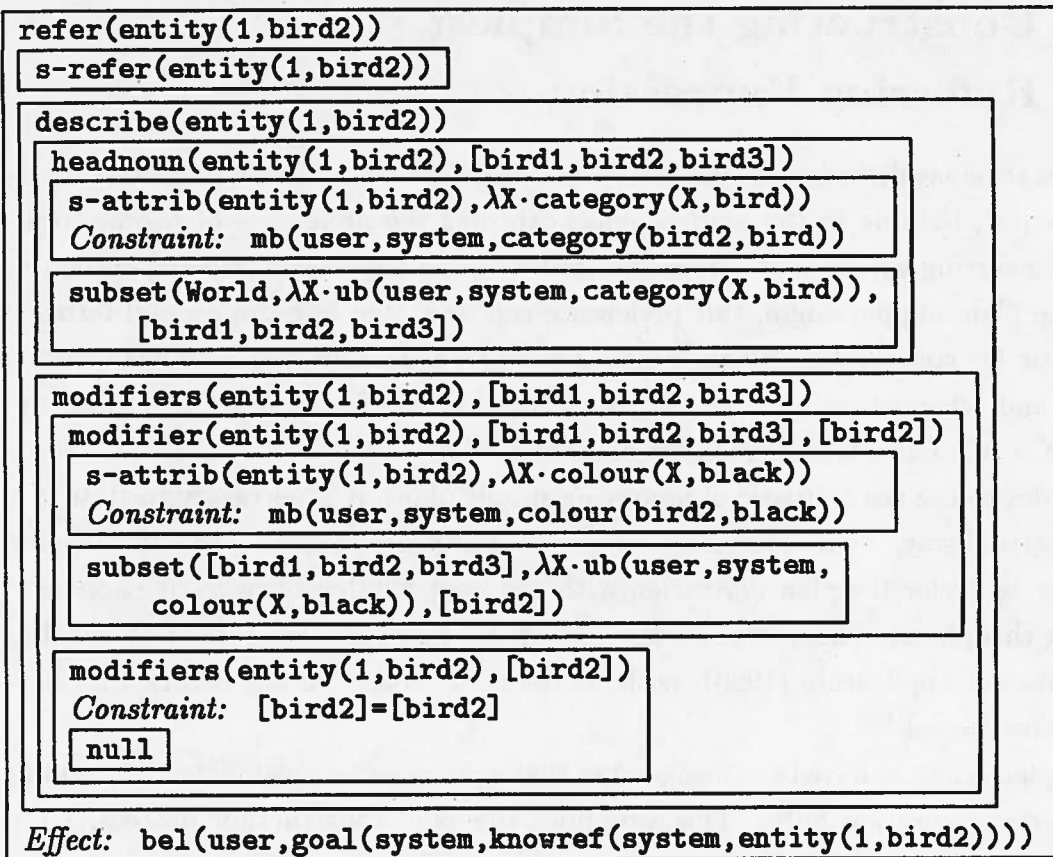 refer(entity(1,bird2))
s-refer(entity(1,bird2))
describe(entity(1,bird2))
headnoun(entity(1,bird2),[bird1,bird2,bird3])
s-attrib(entity(1,bird2),λX·category(X,bird))
Constraint: mb(user,system,category(bird2,bird))
subset(World,λX·ub(user,system,category(X,bird)),
[bird1,bird2,bird3])
modifiers(entity(1,bird2),[bird1,bird2,bird3])
modifier(entity(1,bird2),[bird1,bird2,bird3],[bird2])
s-attrib(entity(1,bird2),λX·colour(X,black))
Constraint: mb(user,system,colour(bird2,black))
subset([bird1,bird2,bird3],λX·ub(user,system,
colour(X,black)),[bird2])
modifiers(entity(1,bird2),[bird2])
Constraint: [bird2]=[bird2]
null
Effect: bel(user,goal(system,knowref(system,entity(1,bird2))))